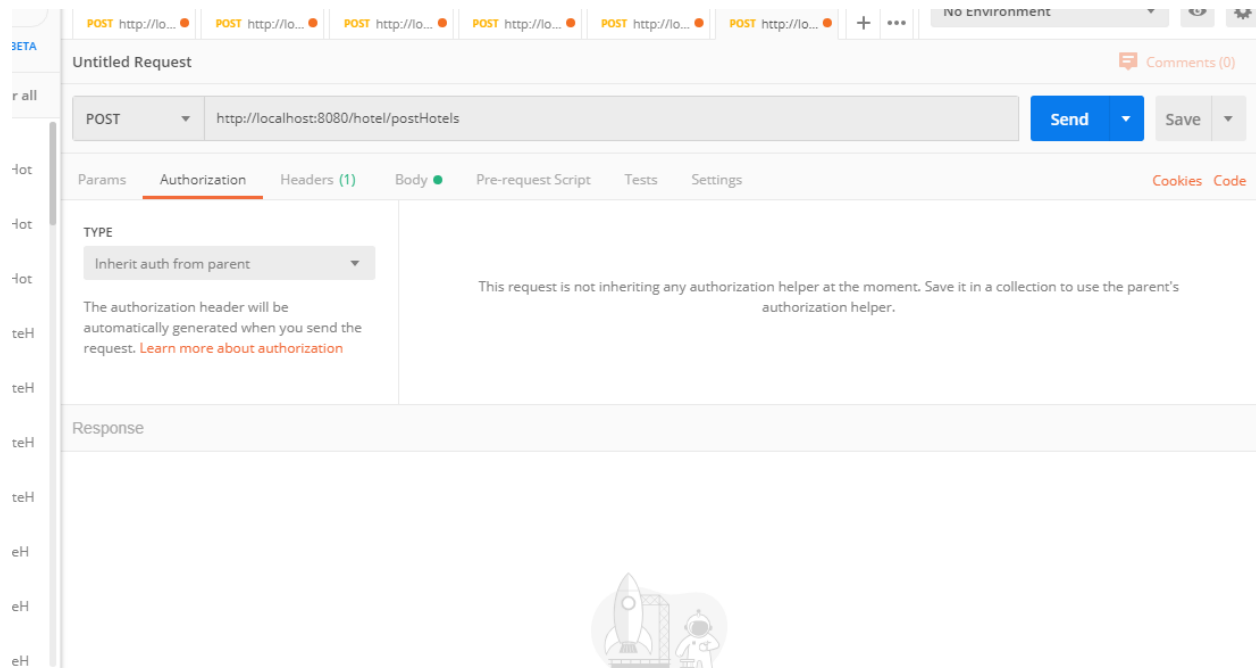 POST http://lo... POST http://lo... POST http://lo... POST http://lo... POST http://lo... POST http://lo... + ••• No Environment
BETA
Untitled Request Comments (0)
r all
POST http://localhost:8080/hotel/postHotels Send Save
Hot
Params Authorization Headers (1) Body Pre-request Script Tests Settings Cookies Code
Hot
TYPE
Inherit auth from parent
Hot
This request is not inheriting any authorization helper at the moment. Save it in a collection to use the parent's
authorization helper.
The authorization header will be
automatically generated when you send the
request. Learn more about authorization
teH
teH
Response
teH
teH
eH
eH
eH